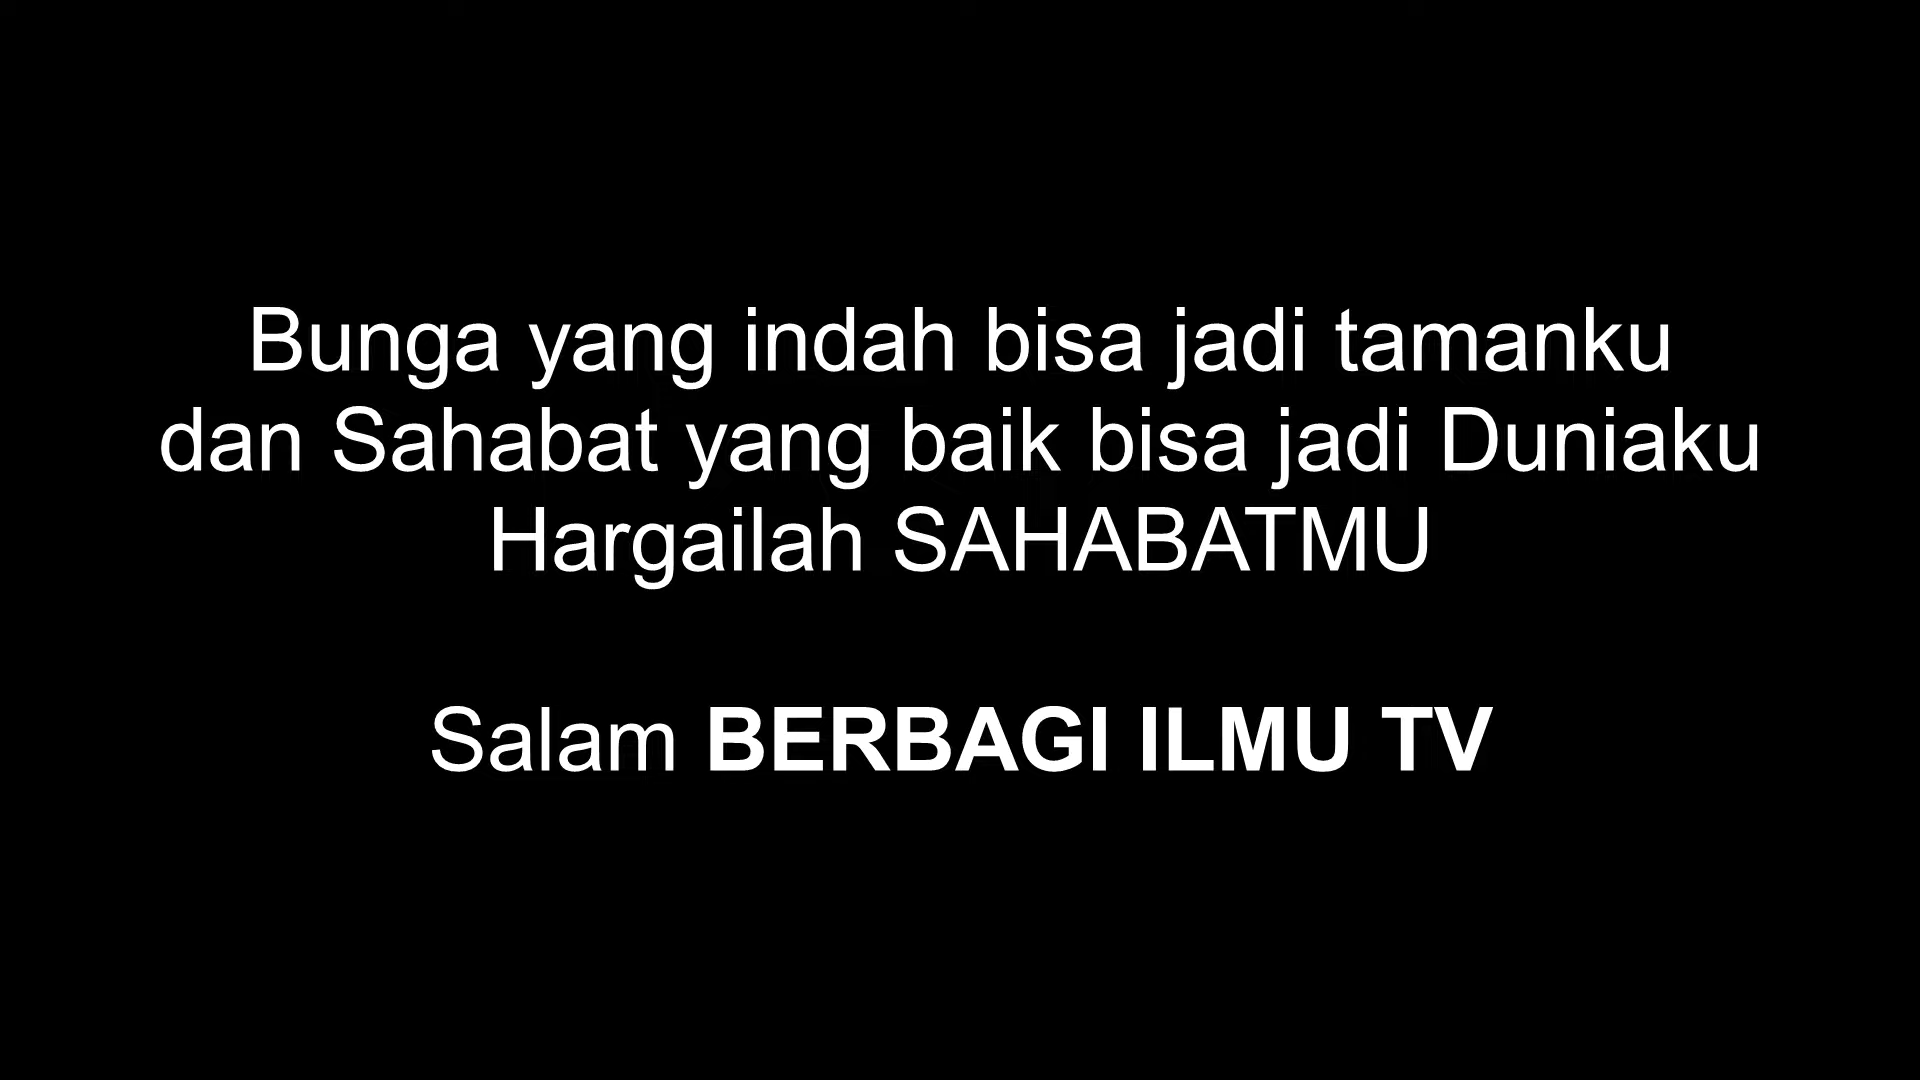 Bunga yang indah bisa jadi tamanku
dan Sahabat yang baik bisa jadi Duniaku
Hargailah SAHABATMU
Salam BERBAGI ILMU TV